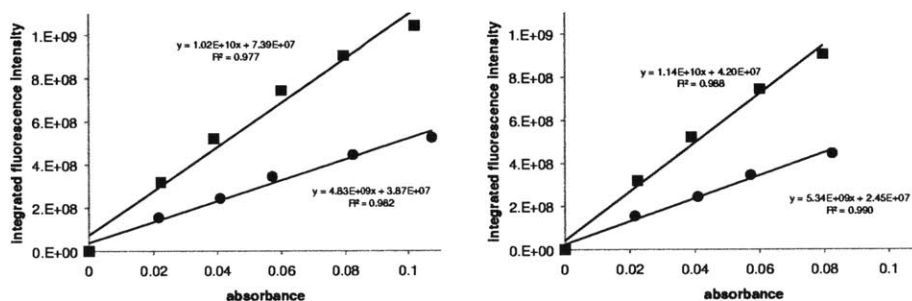 1.E+09
8.E+08
6.E+08
4.E+08
2.E+08
0.E+00
Integrated fluorescence intensity
y = 1.02E+10x + 7.39E+07
R² = 0.977
y = 4.83E+09x + 3.87E+07
R² = 0.982
0 0.02 0.04 0.06 0.08 0.1
absorbance
1.E+09
8.E+08
6.E+08
4.E+08
2.E+08
0.E+00
Integrated fluorescence intensity
y = 1.14E+10x + 4.20E+07
R² = 0.988
y = 5.34E+09x + 2.45E+07
R² = 0.990
0 0.02 0.04 0.06 0.08 0.1
absorbance